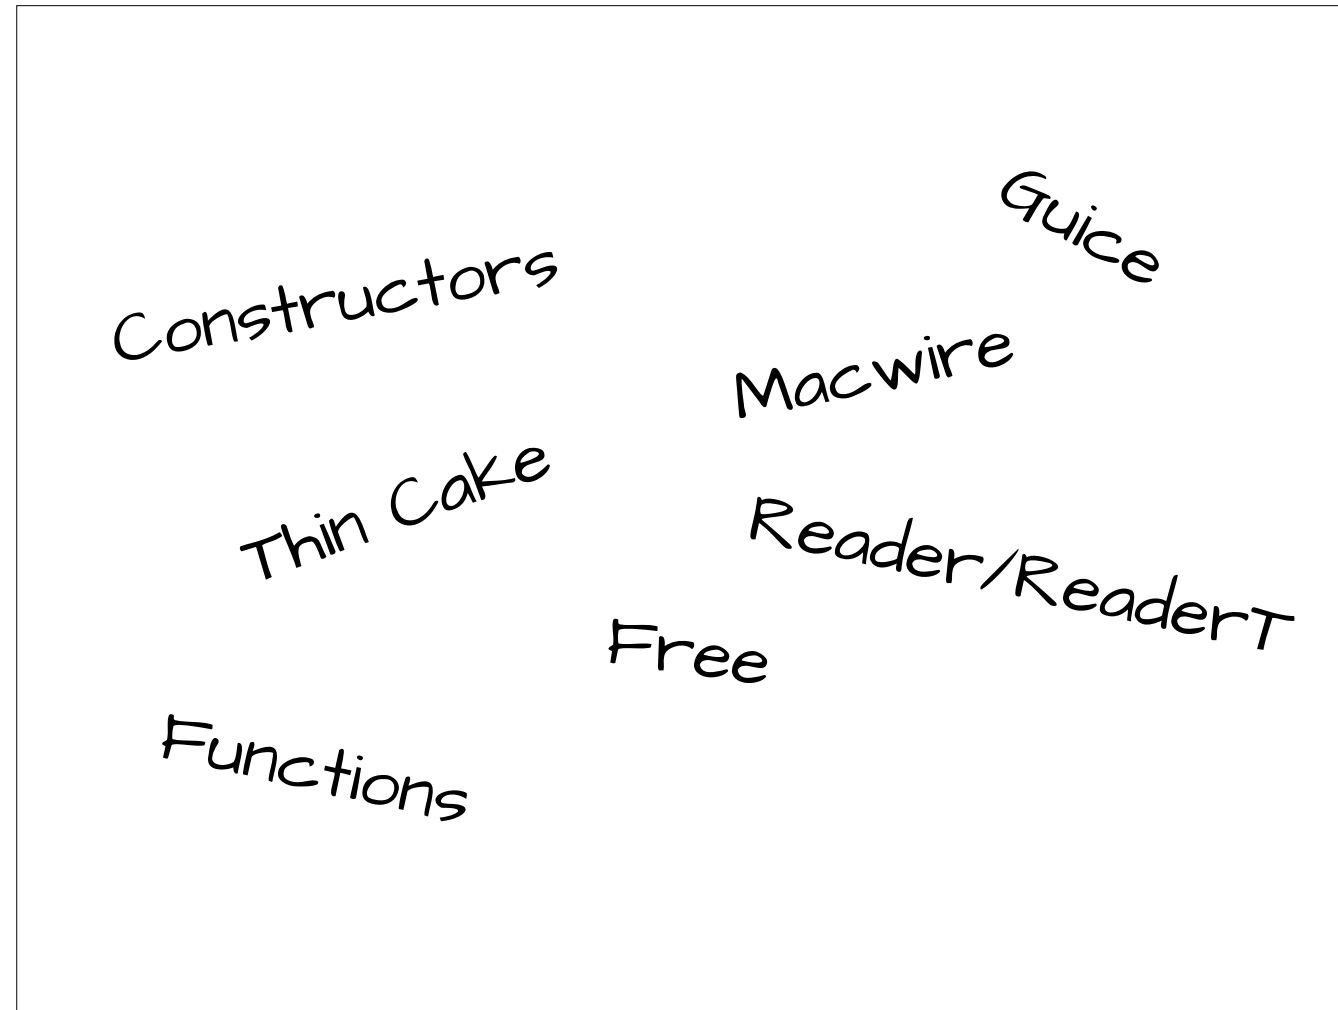 Guice
Constructors
Macwire
Thin Cake
Reader/ReaderT
Free
Functions